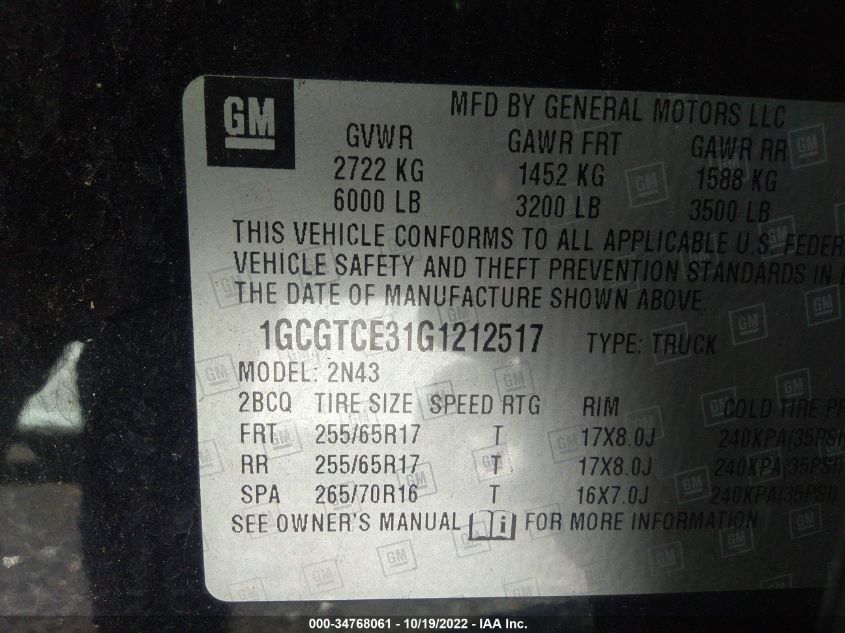 GM
MFD BY GENERAL MOTORS LLC
GVWR GAWR FRT GAWR RR
2722 KG 1452 KG 1588 KG
6000 LB 3200 LB 3500 LB
THIS VEHICLE CONFORMS TO ALL APPLICABLE U.S. FEDER
VEHICLE SAFETY AND THEFT PREVENTION STANDARDS IN
THE DATE OF MANUFACTURE SHOWN ABOVE.
1GCGTCE31G1212517 TYPE: TRUCK
MODEL: 2N43
2BCQ TIRE SIZE SPEED RTG RIM COLD TIRE
FRT 255/65R17 T 17X8.0J 240KPA(35PSI)
RR 255/65R17 T 17X8.0J 240KPA(35PSI)
SPA 265/70R16 T 16X7.0J 240KPA(35PSI)
SEE OWNER'S MANUAL i FOR MORE INFORMATION
000-34768061 - 10/19/2022 - IAA Inc.